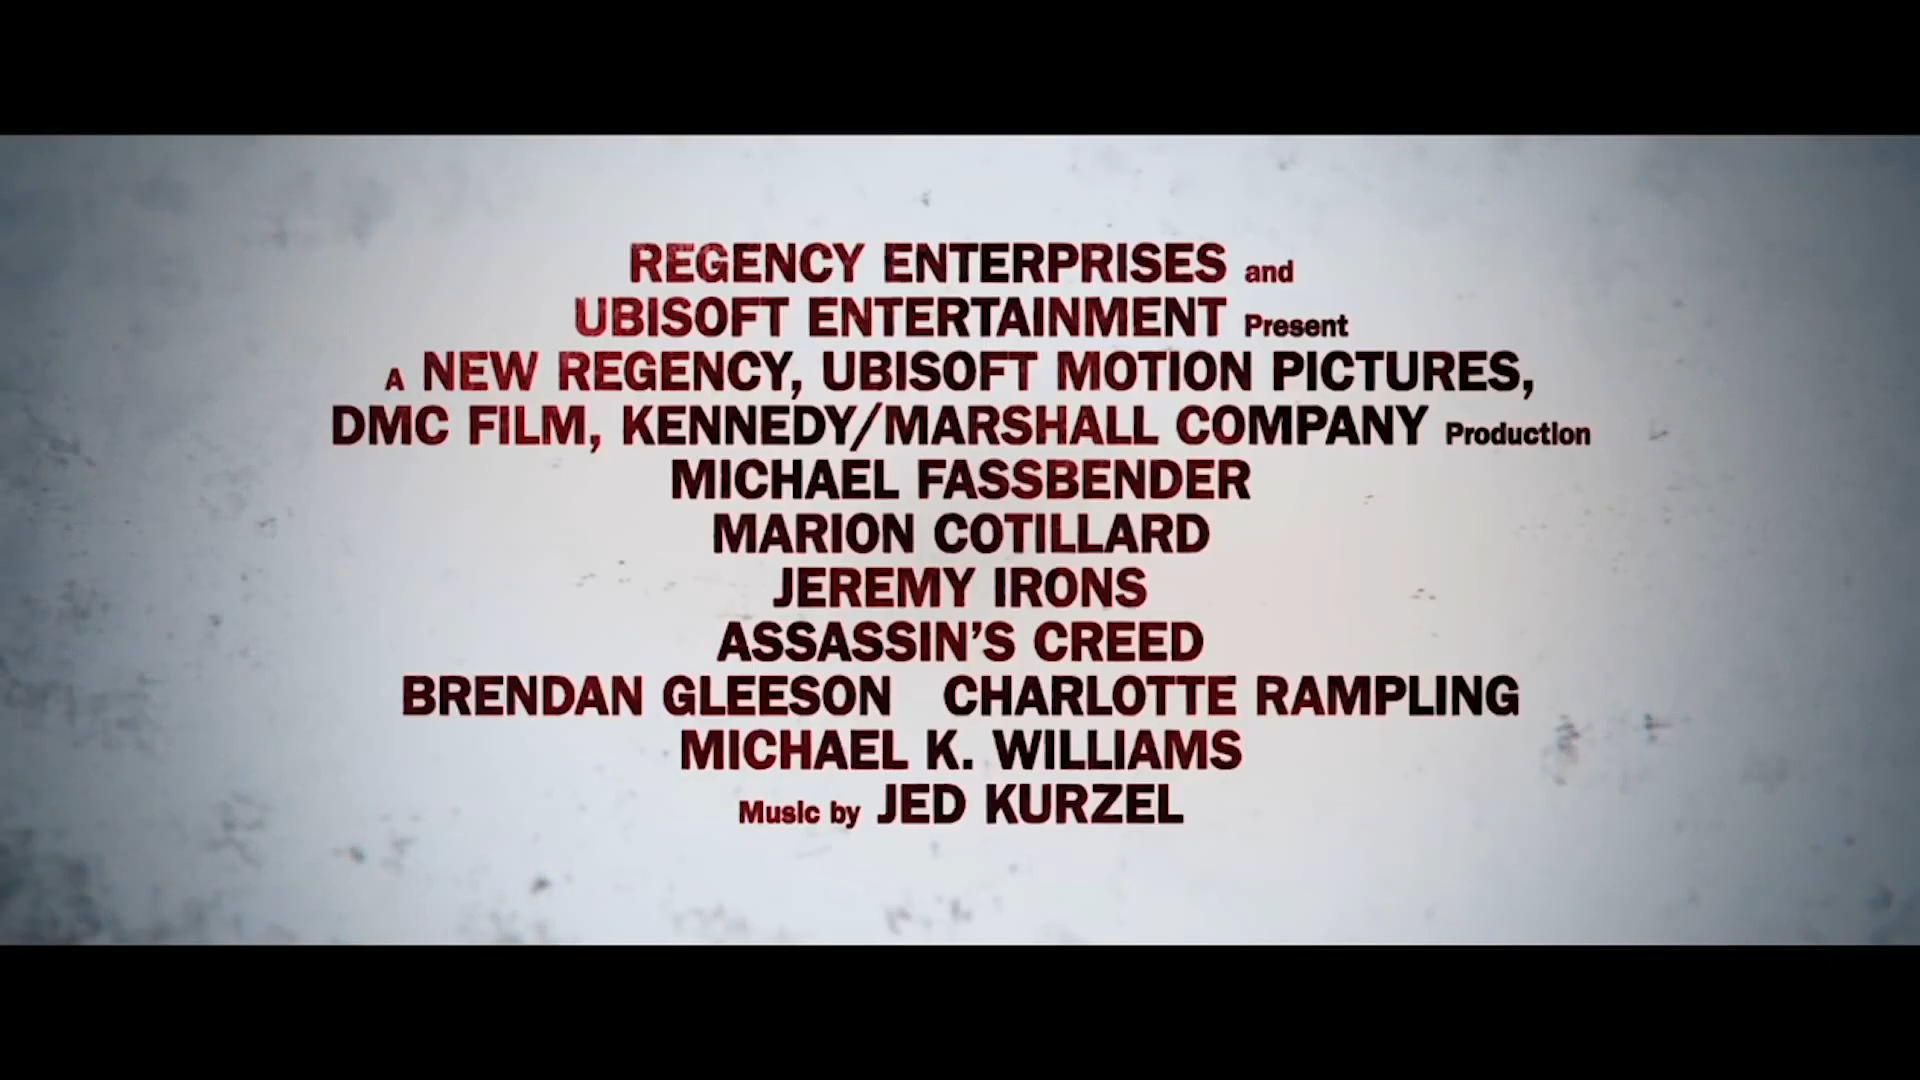 REGENCY ENTERPRISES and
UBISOFT ENTERTAINMENT Present
A NEW REGENCY, UBISOFT MOTION PICTURES,
DMC FILM, KENNEDY/MARSHALL COMPANY Production
MICHAEL FASSBENDER
MARION COTILLARD
JEREMY IRONS
ASSASSIN’S CREED
BRENDAN GLEESON CHARLOTTE RAMPLING
MICHAEL K. WILLIAMS
Music by JED KURZEL